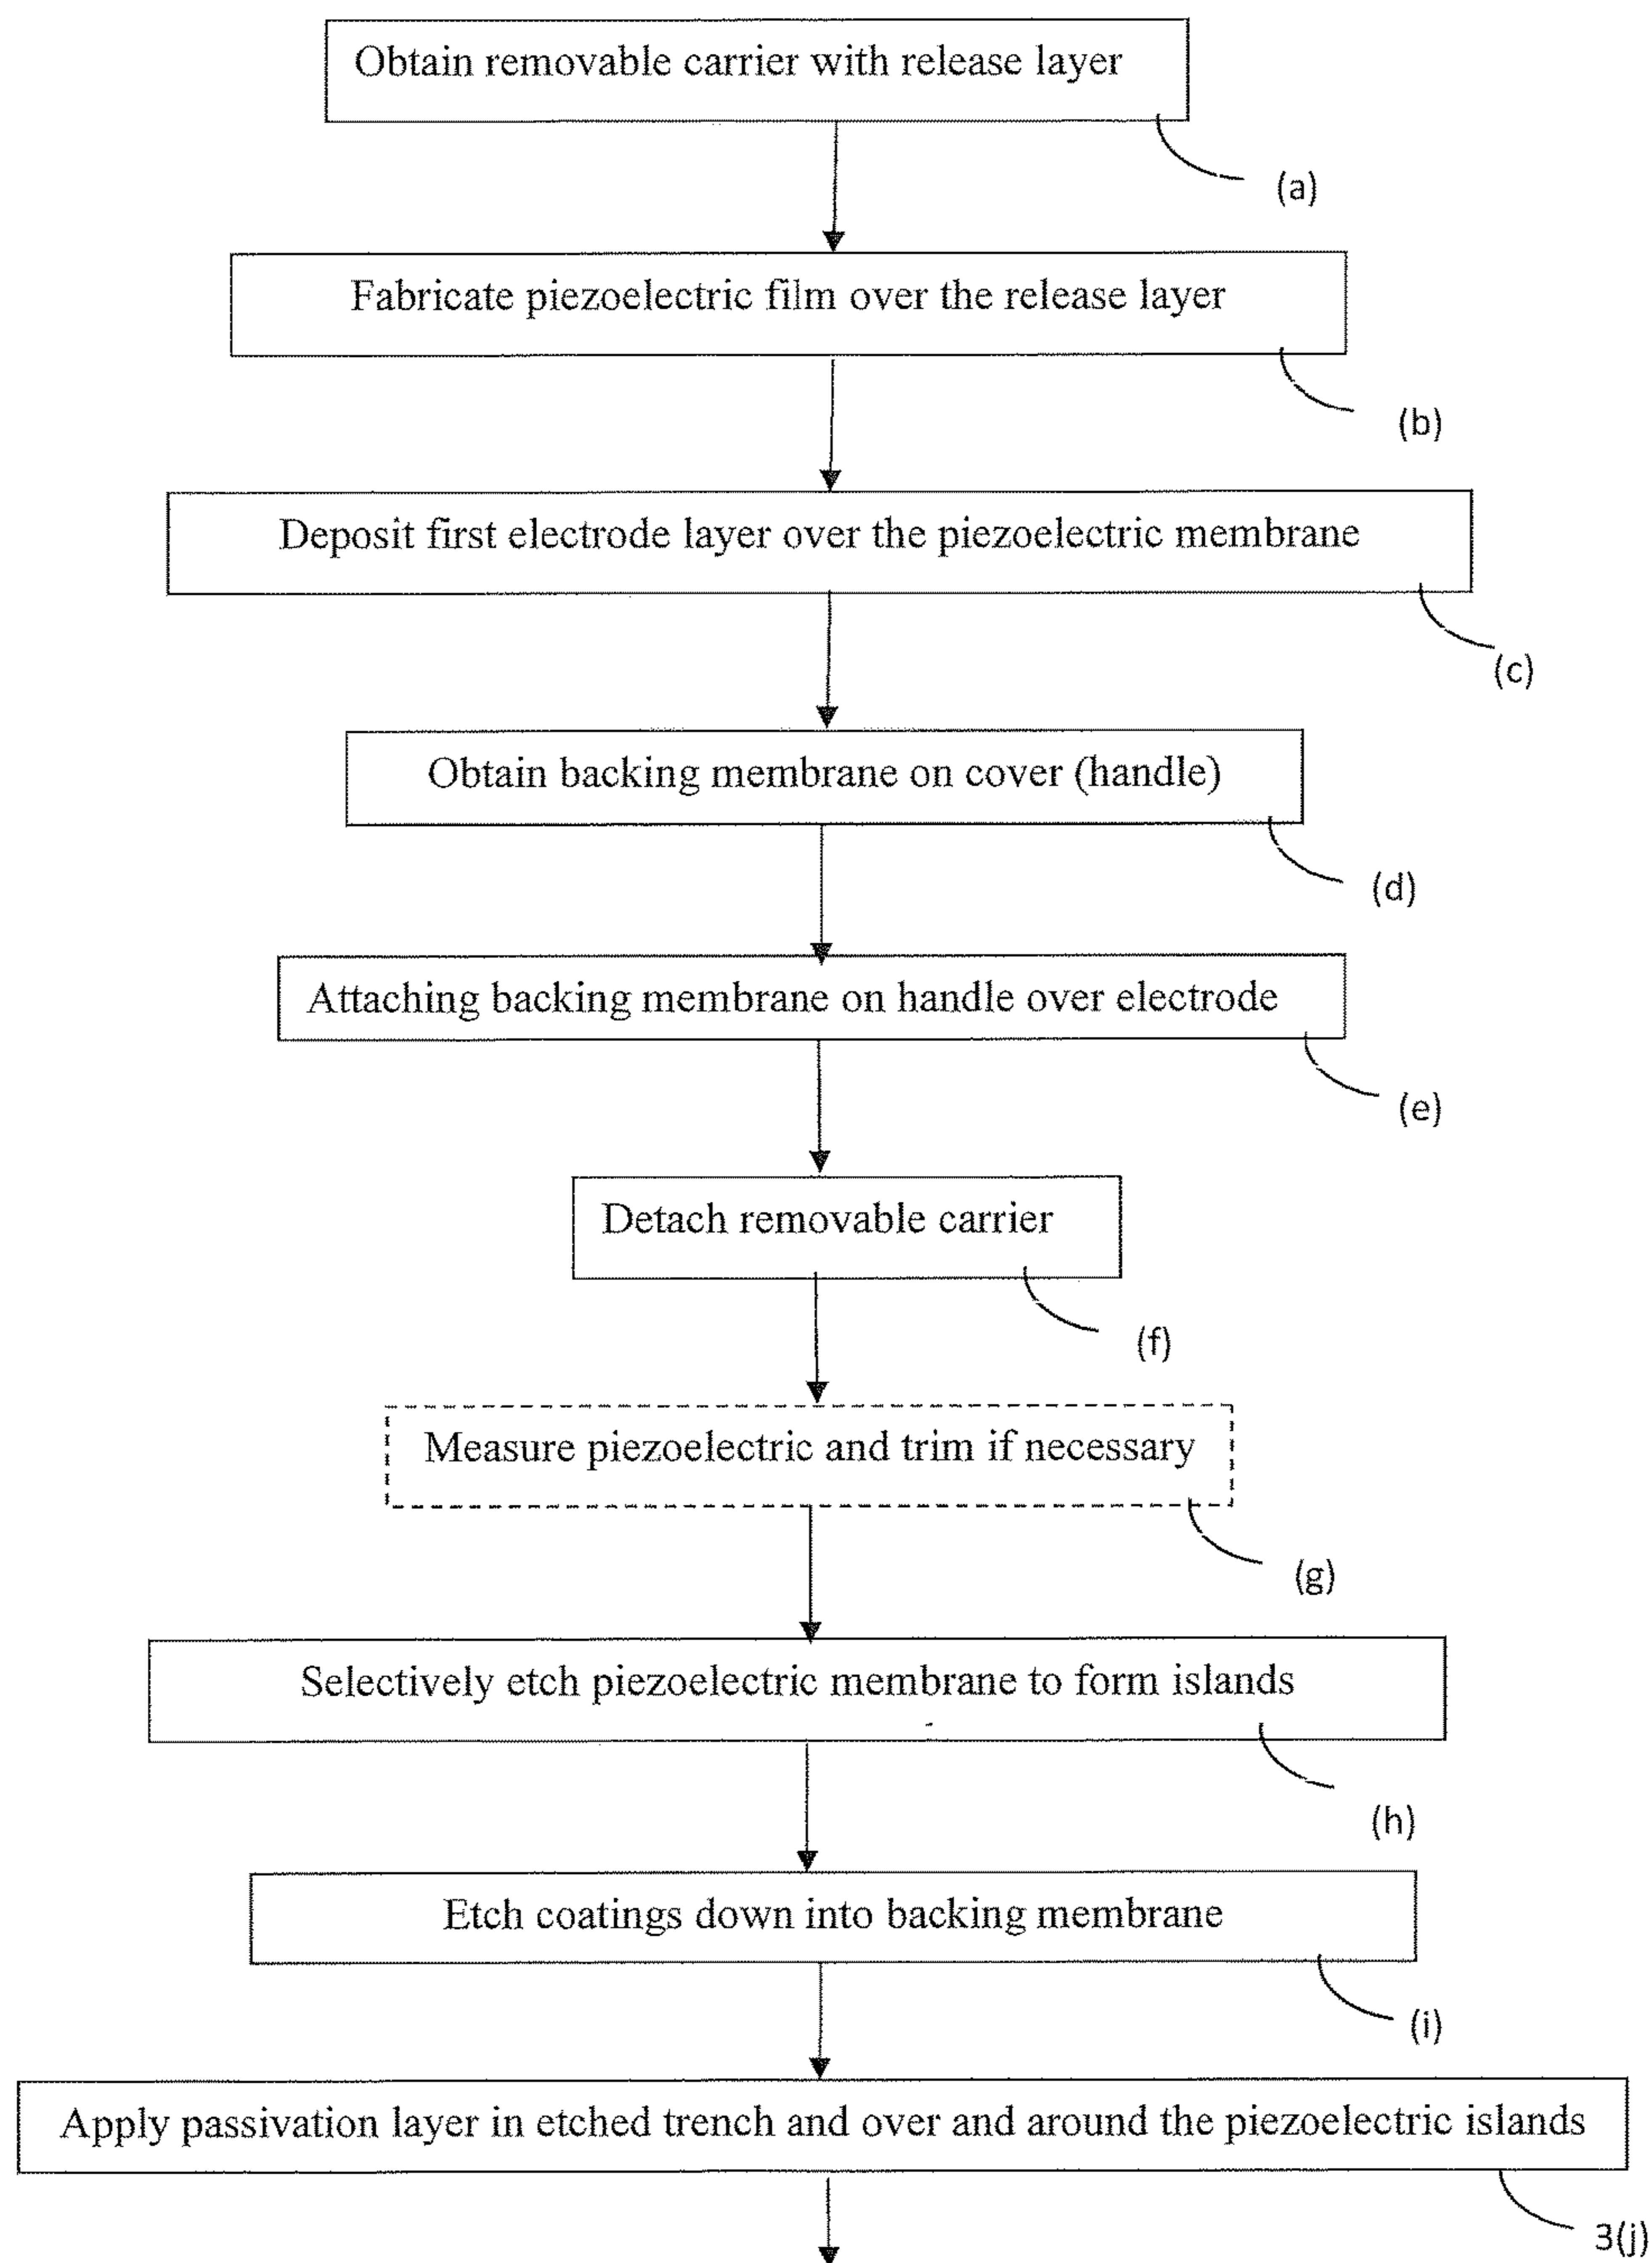 Obtain removable carrier with release layer
(a)
Fabricate piezoelectric film over the release layer
(b)
Deposit first electrode layer over the piezoelectric membrane
(c)
Obtain backing membrane on cover (handle)
(d)
Attaching backing membrane on handle over electrode
(e)
Detach removable carrier
(f)
Measure piezoelectric and trim if necessary
(g)
Selectively etch piezoelectric membrane to form islands
(h)
Etch coatings down into backing membrane
(i)
Apply passivation layer in etched trench and over and around the piezoelectric islands
3(j)